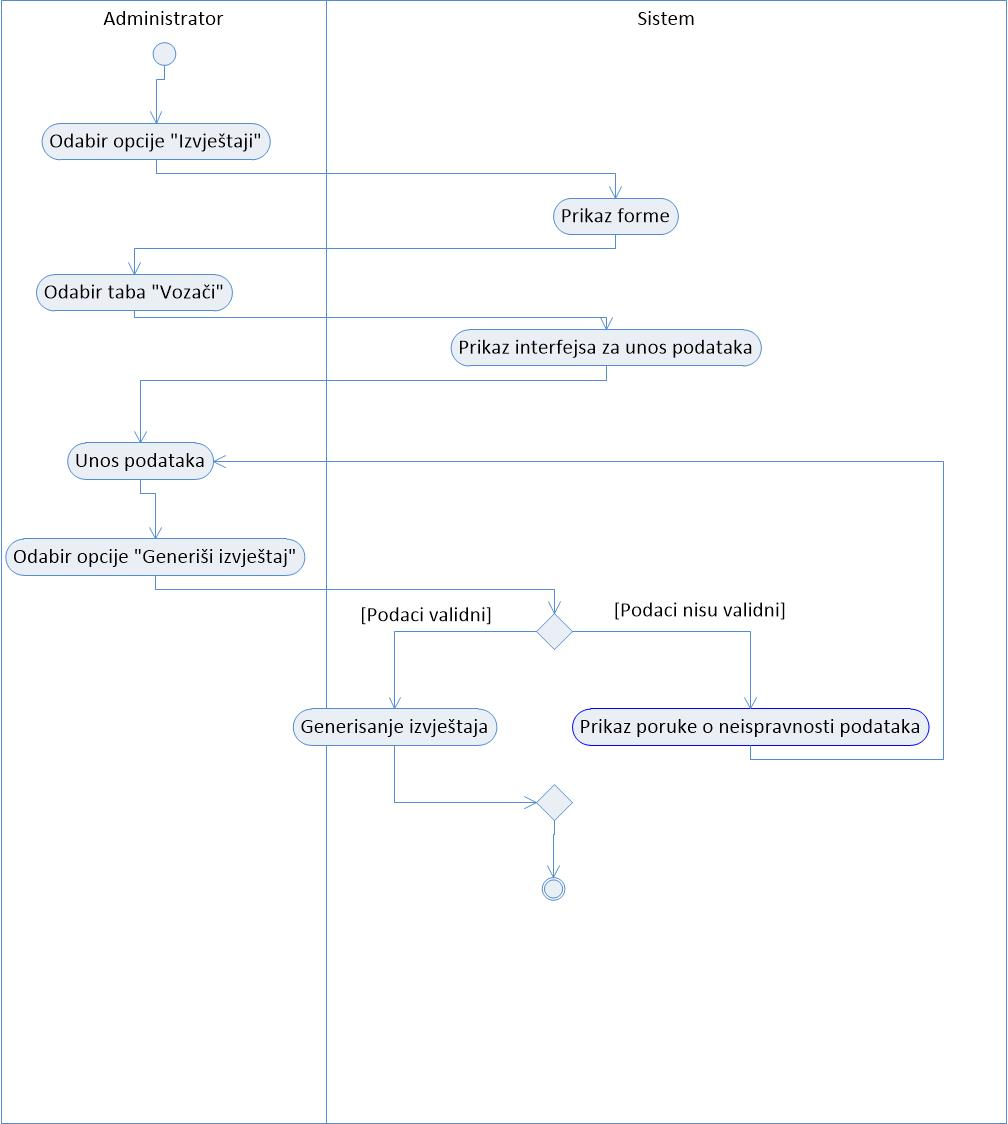 Administrator
Sistem
Odabir opcije "Izvještaji"
Prikaz forme
Odabir taba "Vozači"
Prikaz interfejsa za unos podataka
Unos podataka
Odabir opcije "Generiši izvještaj"
[Podaci validni]
[Podaci nisu validni]
Generisanje izvještaja
Prikaz poruke o neispravnosti podataka